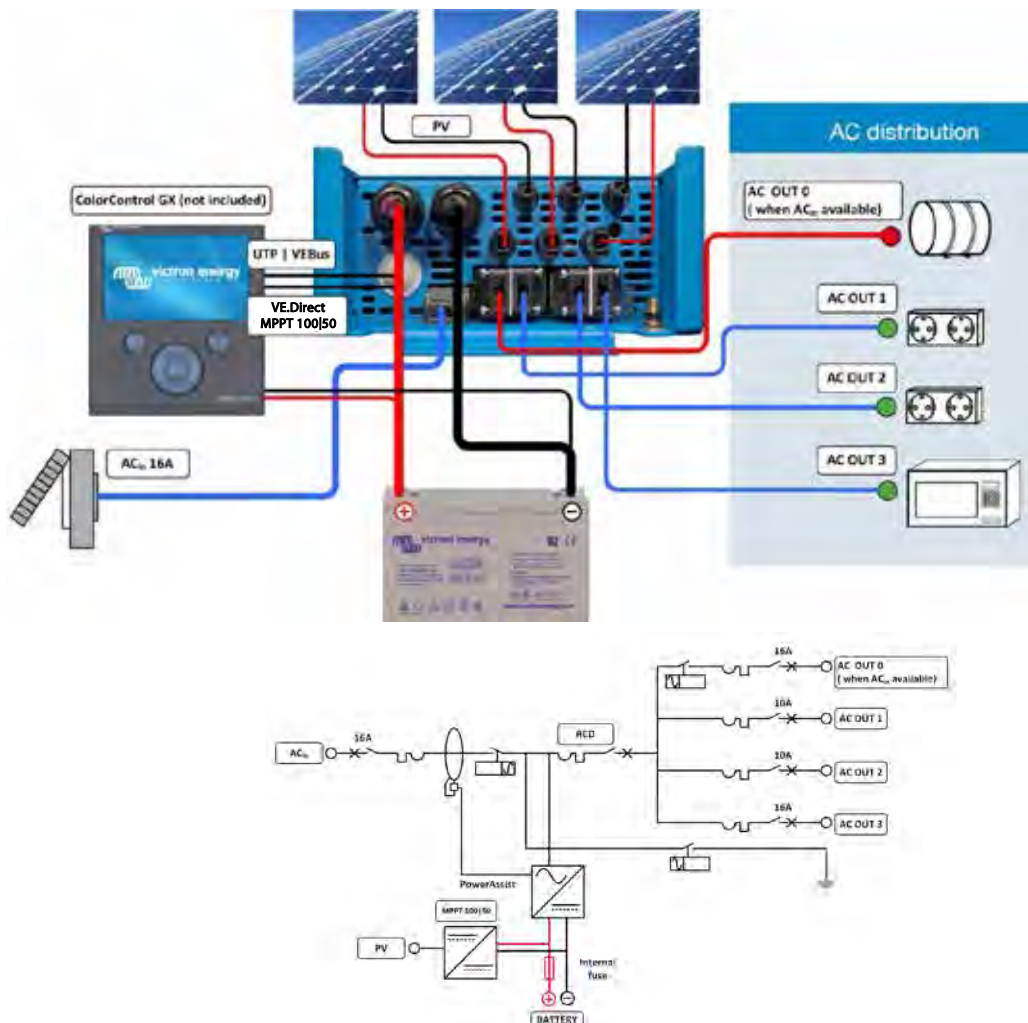 PV
AC distribution
ColorControl GX (not included)
AC OUT 0
( when ACin available)
UTP | VEBus
victron energy
VE.Direct
MPPT 100|50
AC OUT 1
AC OUT 2
ACin 16A
AC OUT 3
+
−
victron energy
16A
AC OUT 0
( when ACin available)
10A
AC OUT 1
16A
ACin
10A
AC OUT 2
16A
AC OUT 3
PowerAssist
MPPT 100|50
PV
Internal
fuse
+
−
BATTERY